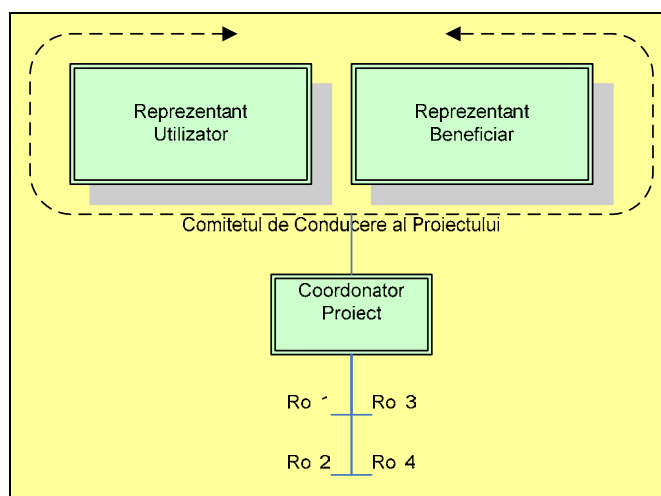 Reprezentant
Utilizator
Reprezentant
Beneficiar
Comitetul de Conducere al Proiectului
Coordonator
Proiect
Ro 3
Ro 2
Ro 4